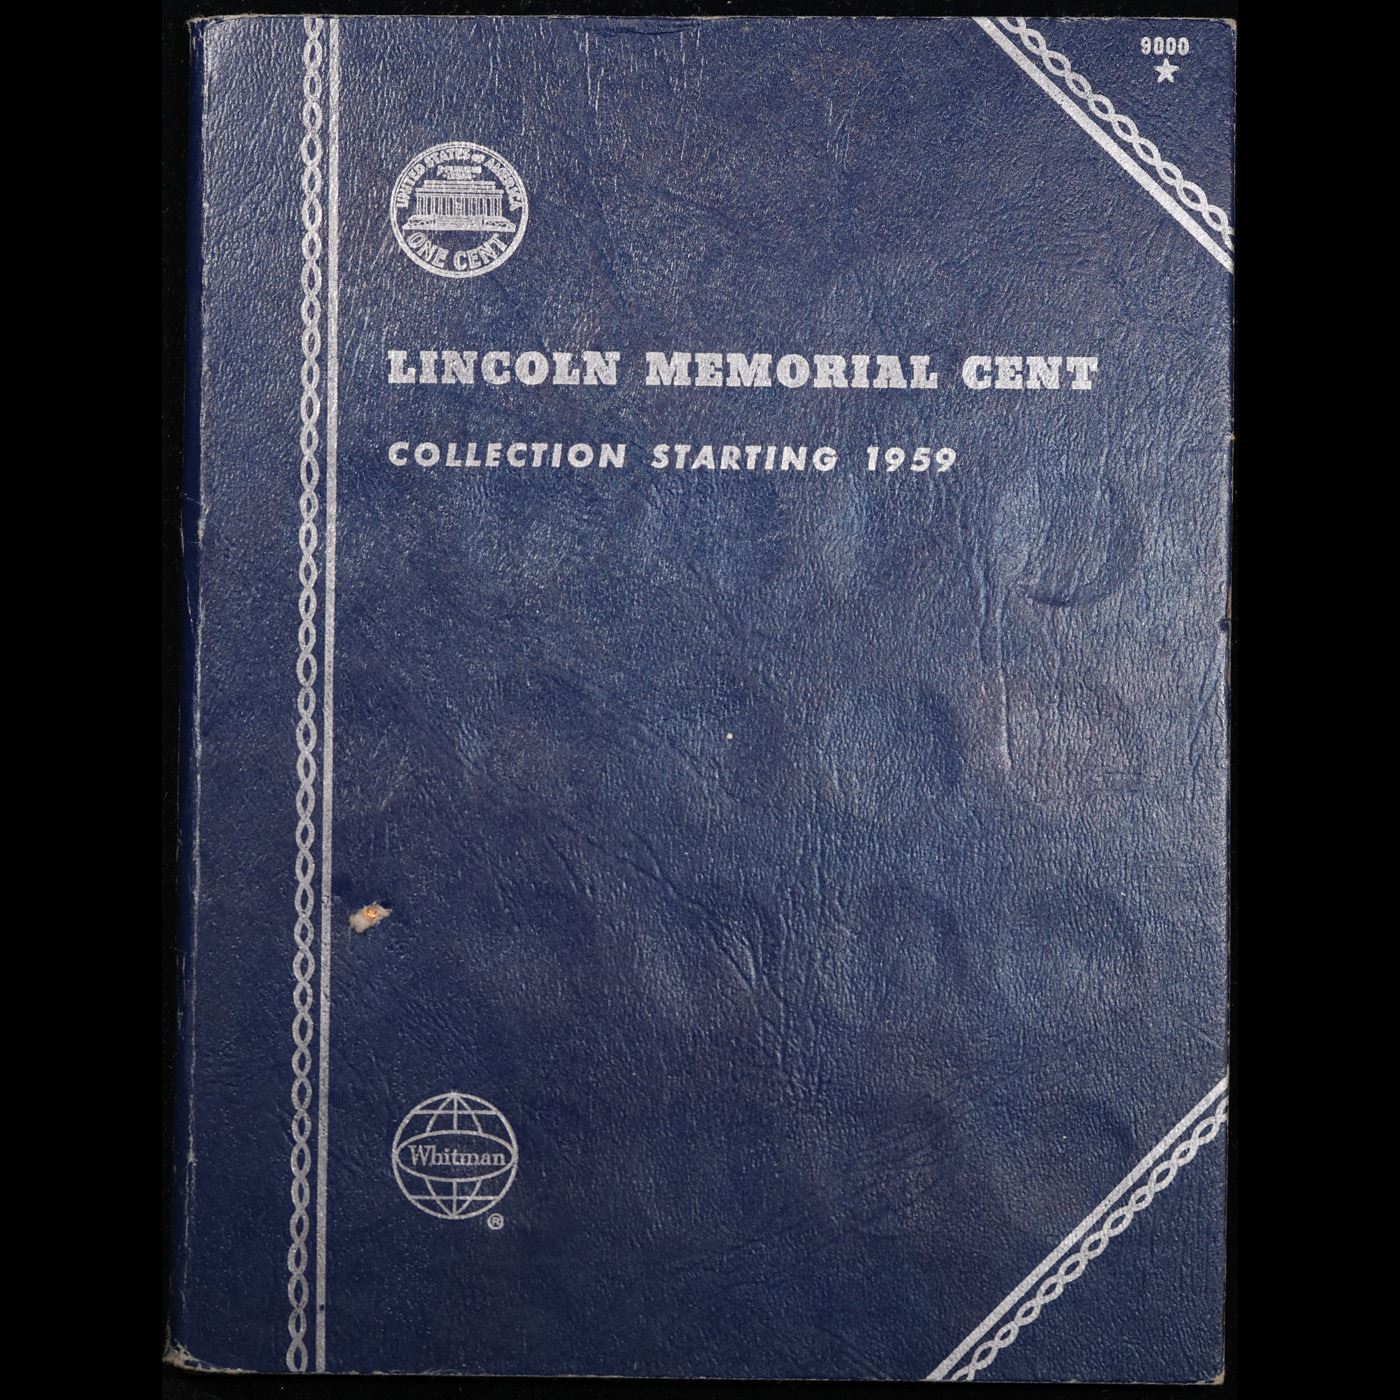 9000
UNITED STATES OF AMERICA
ONE CENT
LINCOLN MEMORIAL CENT
COLLECTION STARTING 1959
Whitman
®